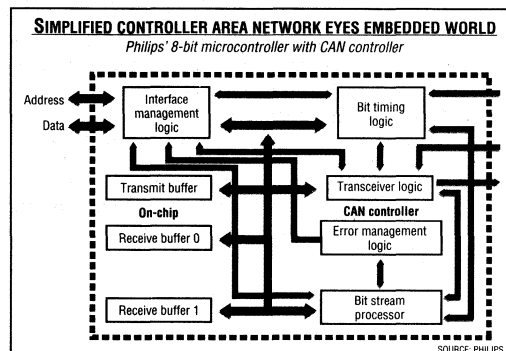 SIMPLIFIED CONTROLLER AREA NETWORK EYES EMBEDDED WORLD
Philips' 8-bit microcontroller with CAN controller
Address
Data
Interface
management
logic
Bit timing
logic
Transmit buffer
Transceiver logic
On-chip
CAN controller
Receive buffer 0
Error management
logic
Receive buffer 1
Bit stream
processor
SOURCE: PHILIPS